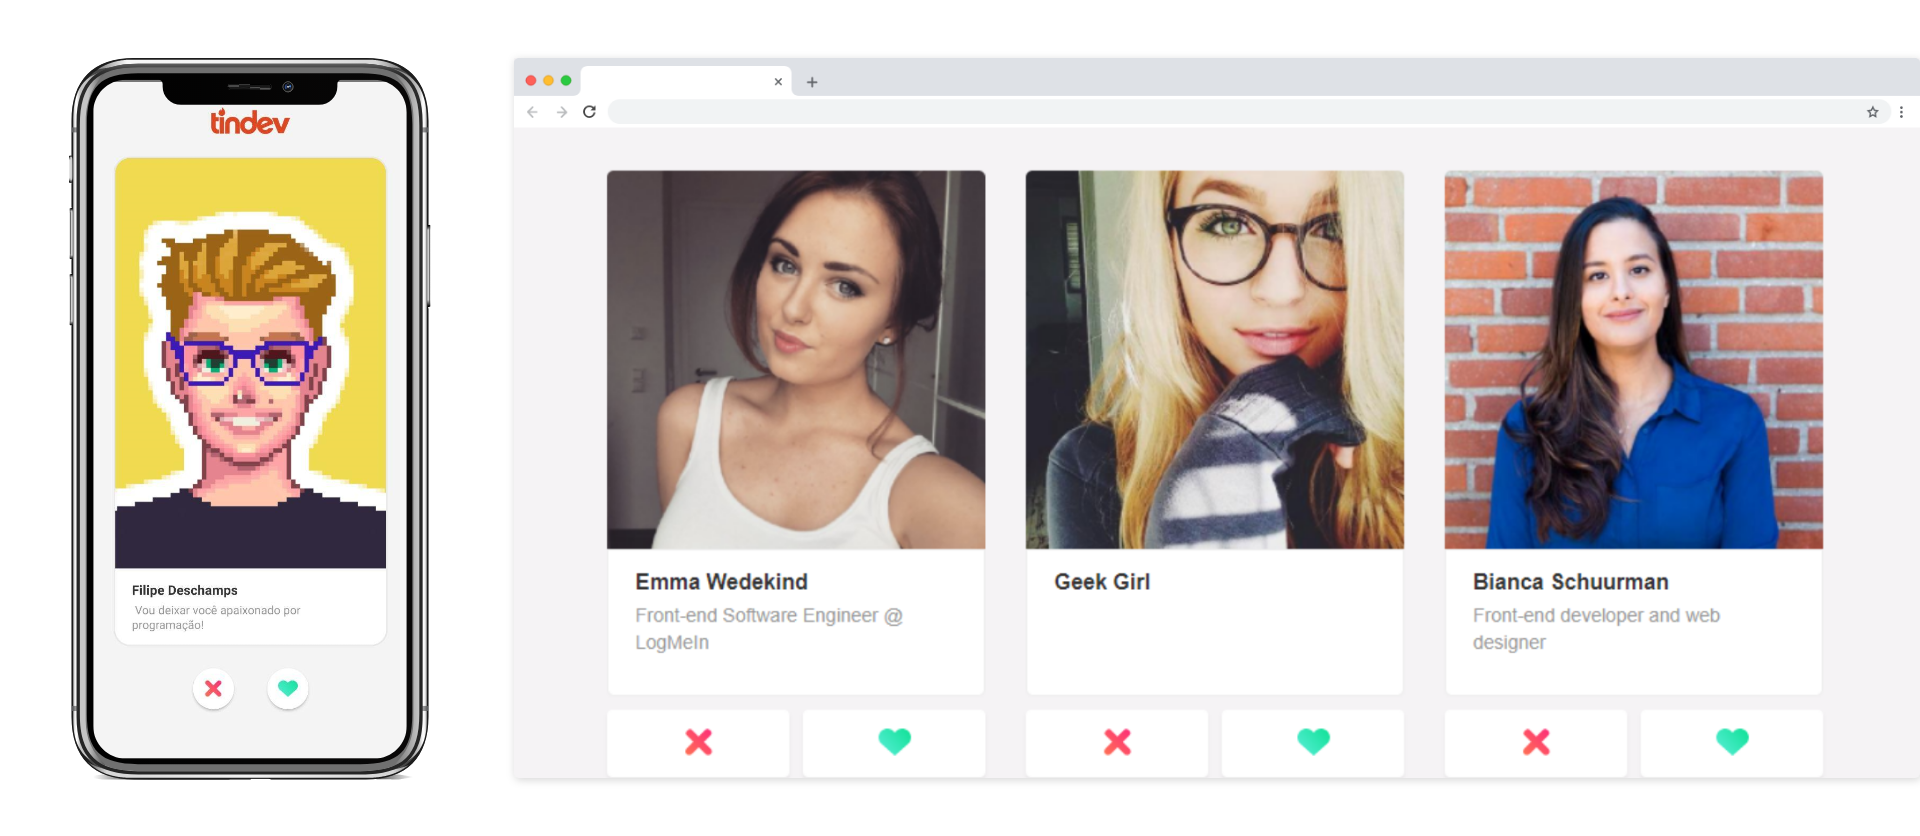 tindev
Filipe Deschamps
Vou deixar você apaixonado por
programação!
Emma Wedekind
Front-end Software Engineer @
LogMeIn
Geek Girl
Bianca Schuurman
Front-end developer and web
designer